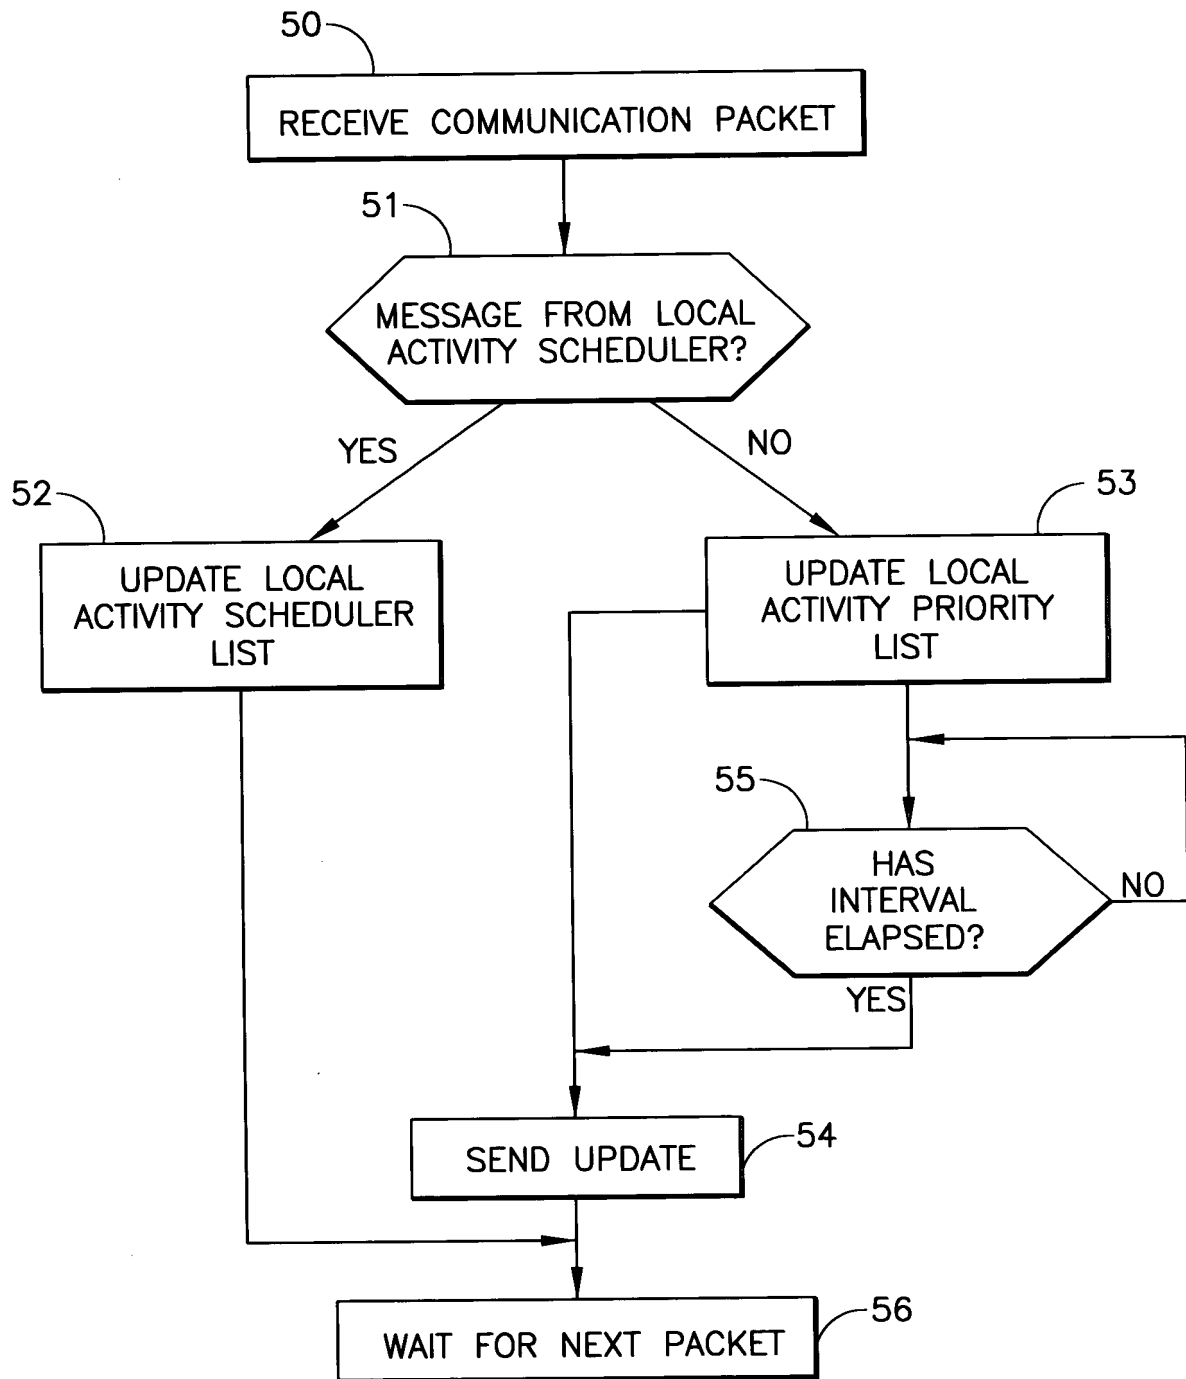 50
RECEIVE COMMUNICATION PACKET
51
MESSAGE FROM LOCAL
ACTIVITY SCHEDULER?
YES
NO
52
UPDATE LOCAL
ACTIVITY SCHEDULER
LIST
53
UPDATE LOCAL
ACTIVITY PRIORITY
LIST
55
HAS
INTERVAL
ELAPSED?
NO
YES
SEND UPDATE
54
WAIT FOR NEXT PACKET
56